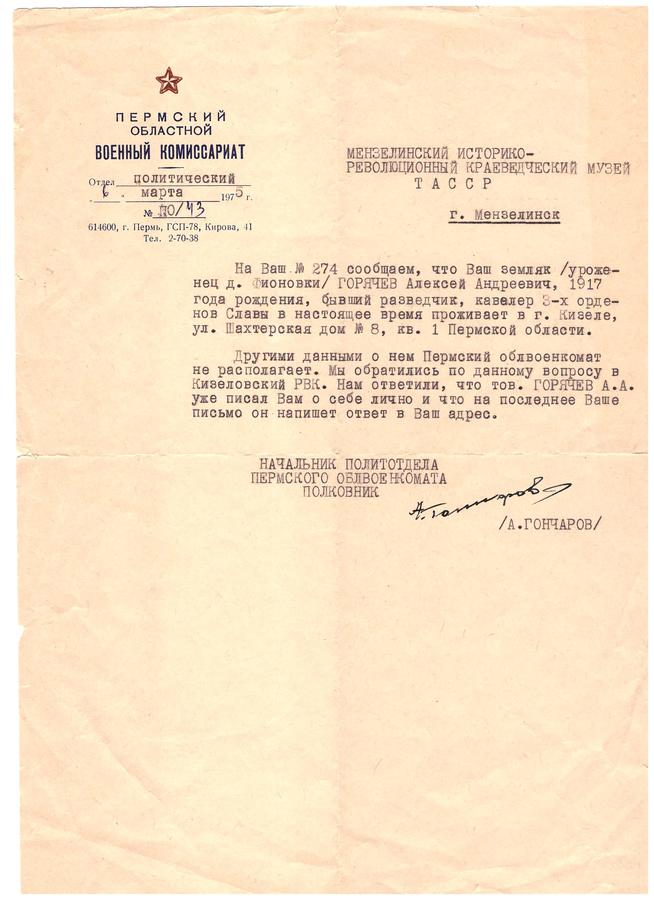 ПЕРМСКИЙ
ОБЛАСТНОЙ
ВОЕННЫЙ КОМИССАРИАТ
Отдел политический
6 . марта 1975 г.
№ ПО/43
614600, г. Пермь, ГСП-78, Кирова, 41
Тел. 2-70-38
МЕНЗЕЛИНСКИЙ ИСТОРИКО-
РЕВОЛЮЦИОННЫЙ КРАЕВЕДЧЕСКИЙ МУЗЕЙ
ТАССР
г. Мензелинск
На Ваш № 274 сообщаем, что Ваш земляк /уроже-
нец д. Фионовки/ ГОРЯЧЕВ Алексей Андреевич, 1917
года рождения, бывший разведчик, кавалер 3-х орде-
нов Славы в настоящее время проживает в г. Кизеле,
ул. Шахтерская дом № 8, кв. 1 Пермской области.
Другими данными о нем Пермский облвоенкомат
не располагает. Мы обратились по данному вопросу в
Кизеловский РВК. Нам ответили, что тов. ГОРЯЧЕВ А.А.
уже писал Вам о себе лично и что на последнее Ваше
письмо он напишет ответ в Ваш адрес.
НАЧАЛЬНИК ПОЛИТОТДЕЛА
ПЕРМСКОГО ОБЛВОЕНКОМАТА
ПОЛКОВНИК
А.Гончаров
/А.ГОНЧАРОВ/